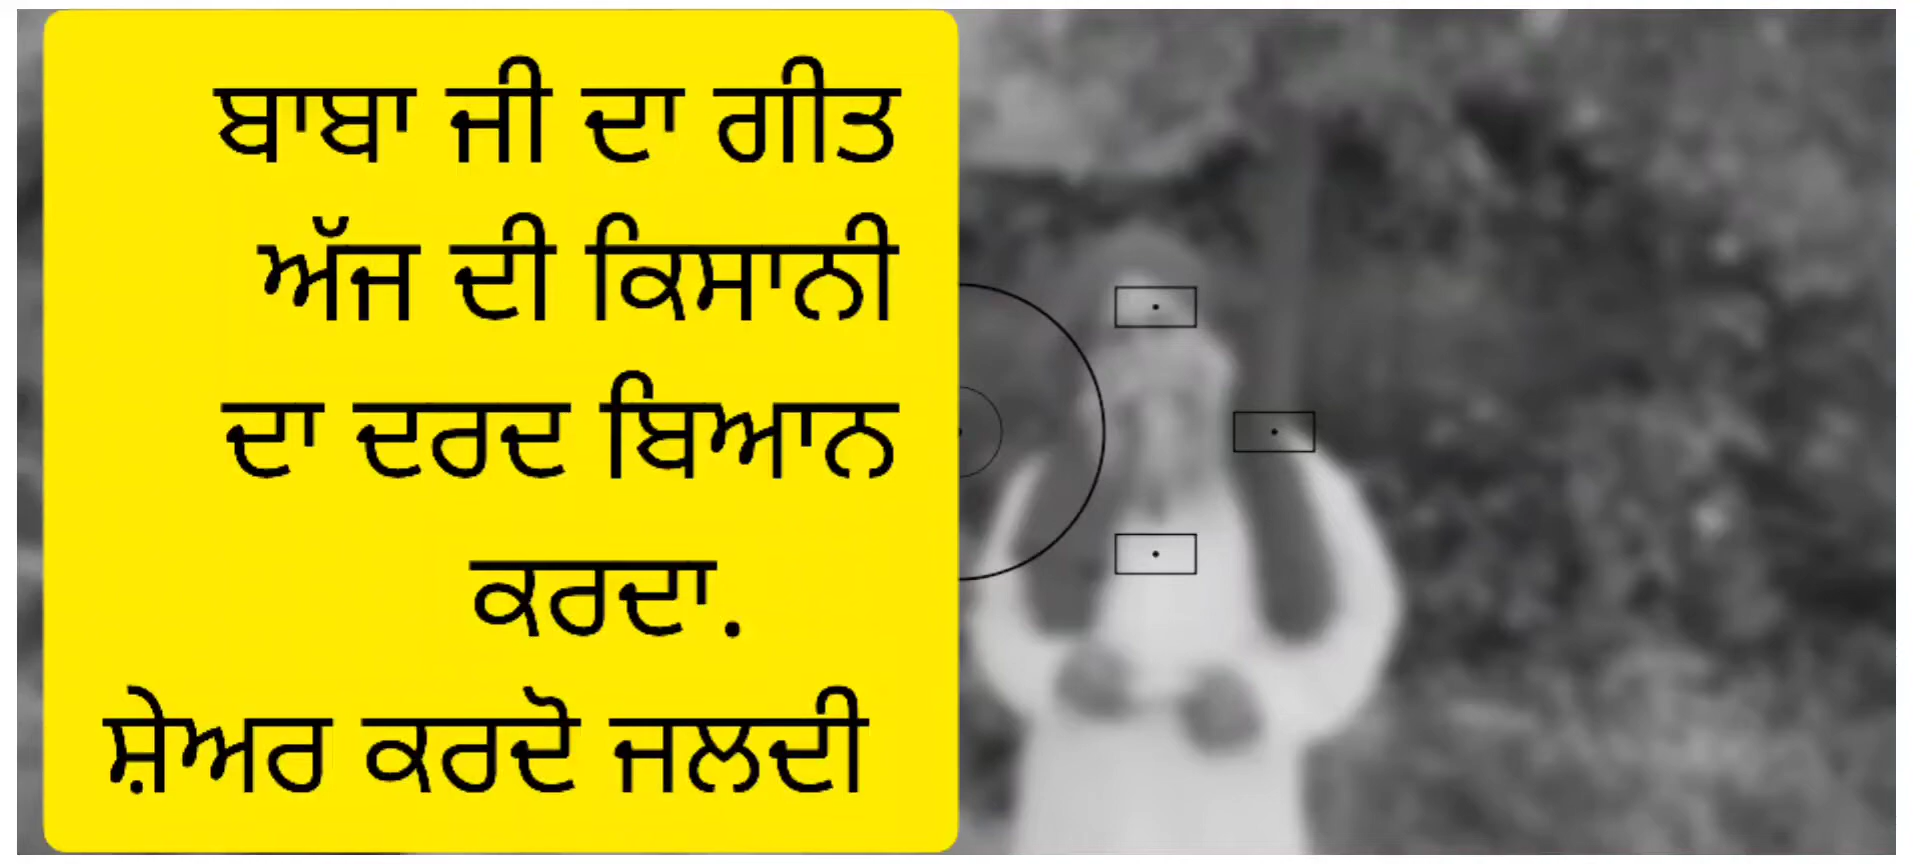 ਬਾਬਾ ਜੀ ਦਾ ਗੀਤ
ਅੱਜ ਦੀ ਕਿਸਾਨੀ
ਦਾ ਦਰਦ ਬਿਆਨ
ਕਰਦਾ.
ਸ਼ੇਅਰ ਕਰਦੋ ਜਲਦੀ